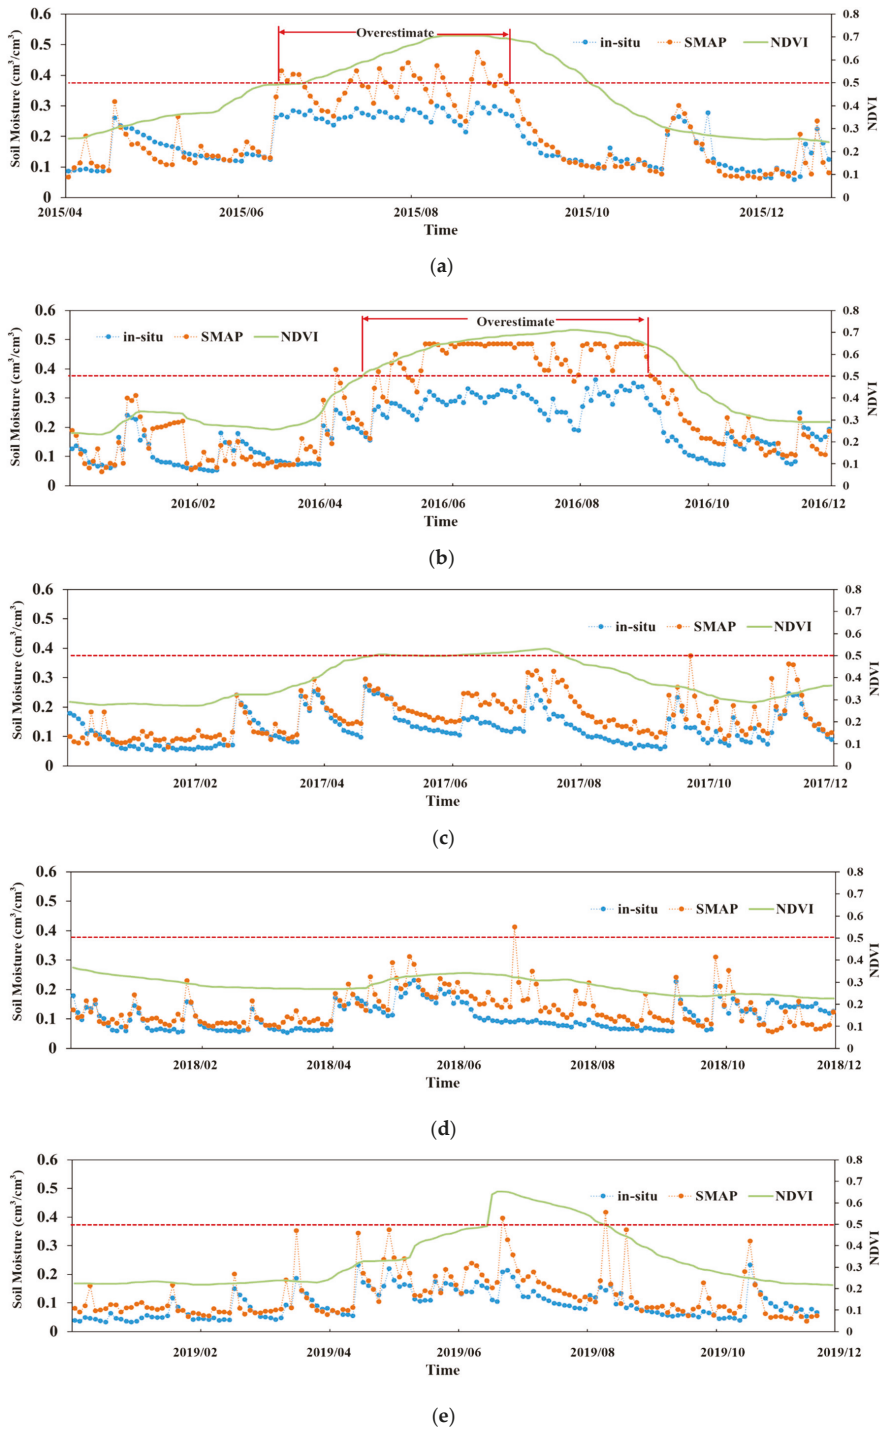 0.6
0.5
0.4
0.3
0.2
0.1
0
Soil Moisture (cm³/cm³)
Overestimate
in-situ SMAP NDVI
0.8
0.7
0.6
0.5
0.4
0.3
0.2
0.1
0
NDVI
2015/04 2015/06 2015/08 2015/10 2015/12
Time
(a)
0.6
0.5
0.4
0.3
0.2
0.1
0
Soil Moisture (cm³/cm³)
Overestimate
in-situ SMAP NDVI
0.8
0.7
0.6
0.5
0.4
0.3
0.2
0.1
0
NDVI
2016/02 2016/04 2016/06 2016/08 2016/10 2016/12
Time
(b)
0.6
0.5
0.4
0.3
0.2
0.1
0
Soil Moisture (cm³/cm³)
in-situ SMAP NDVI
0.8
0.7
0.6
0.5
0.4
0.3
0.2
0.1
0
NDVI
2017/02 2017/04 2017/06 2017/08 2017/10 2017/12
Time
(c)
0.6
0.5
0.4
0.3
0.2
0.1
0
Soil Moisture (cm³/cm³)
in-situ SMAP NDVI
0.8
0.7
0.6
0.5
0.4
0.3
0.2
0.1
0
NDVI
2018/02 2018/04 2018/06 2018/08 2018/10 2018/12
Time
(d)
0.6
0.5
0.4
0.3
0.2
0.1
0
Soil Moisture (cm³/cm³)
in-situ SMAP NDVI
0.8
0.7
0.6
0.5
0.4
0.3
0.2
0.1
0
NDVI
2019/02 2019/04 2019/06 2019/08 2019/10 2019/12
Time
(e)